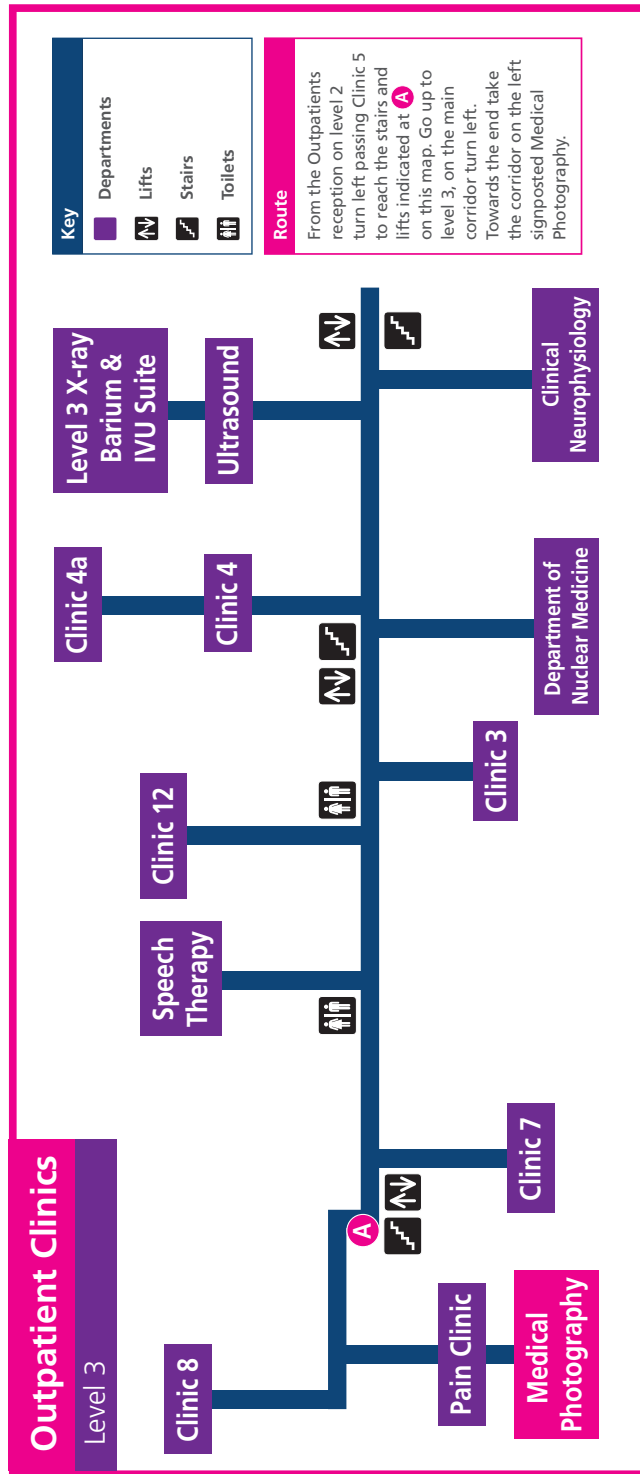 Outpatient Clinics
Level 3
Clinic 8
Speech
Therapy
Clinic 12
Clinic 4a
Clinic 4
Level 3 X-ray
Barium &
IVU Suite
Ultrasound
A
Pain Clinic
Medical
Photography
Clinic 7
Clinic 3
Department of
Nuclear Medicine
Clinical
Neurophysiology
Key
Departments
Lifts
Stairs
Toilets
Route
From the Outpatients
reception on level 2
turn left passing Clinic 5
to reach the stairs and
lifts indicated at A
on this map. Go up to
level 3, on the main
corridor turn left.
Towards the end take
the corridor on the left
signposted Medical
Photography.